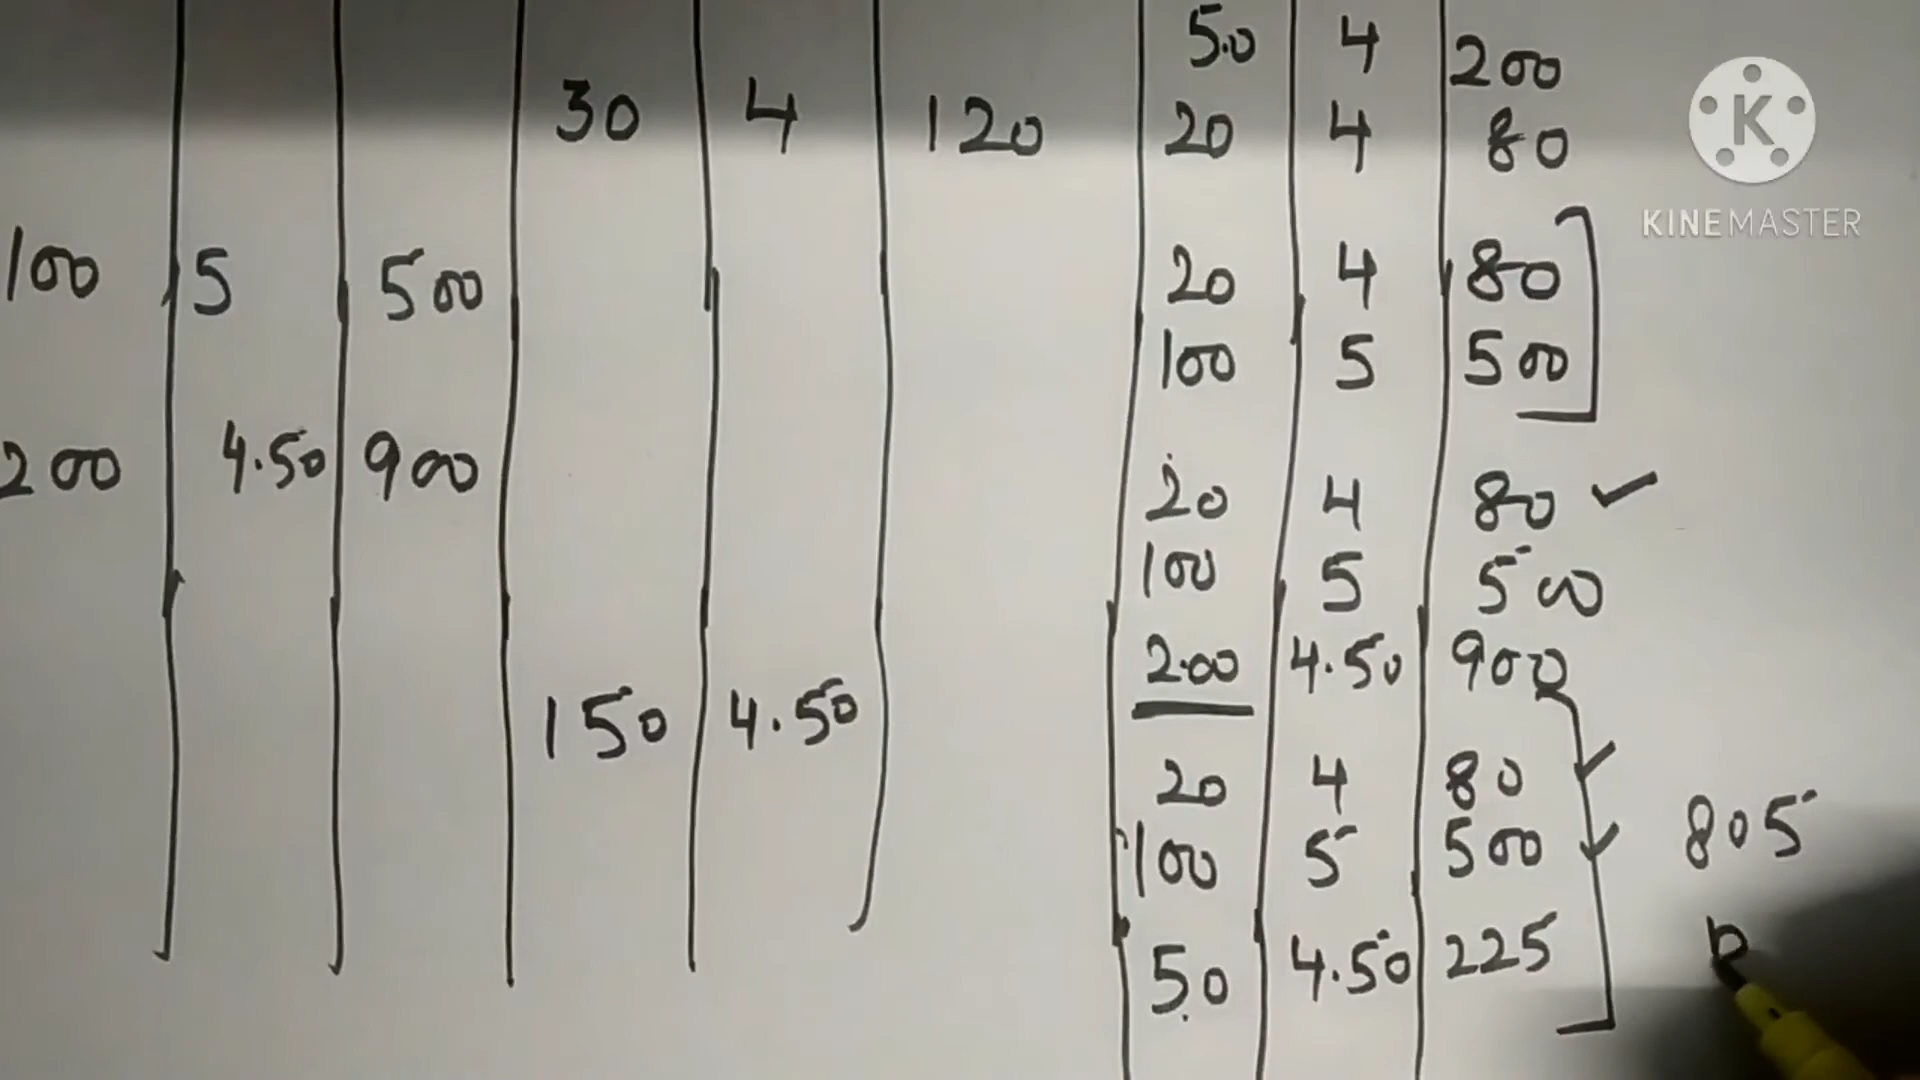 5.0 4 200
30 4 120 20 4 80
K
KINEMASTER
100 5 500 20 4 80
100 5 500
200 4.50 900 20 4 80
100 5 500
200 4.50 900
150 4.50
20 4 80
100 5 500 805
50 4.50 225